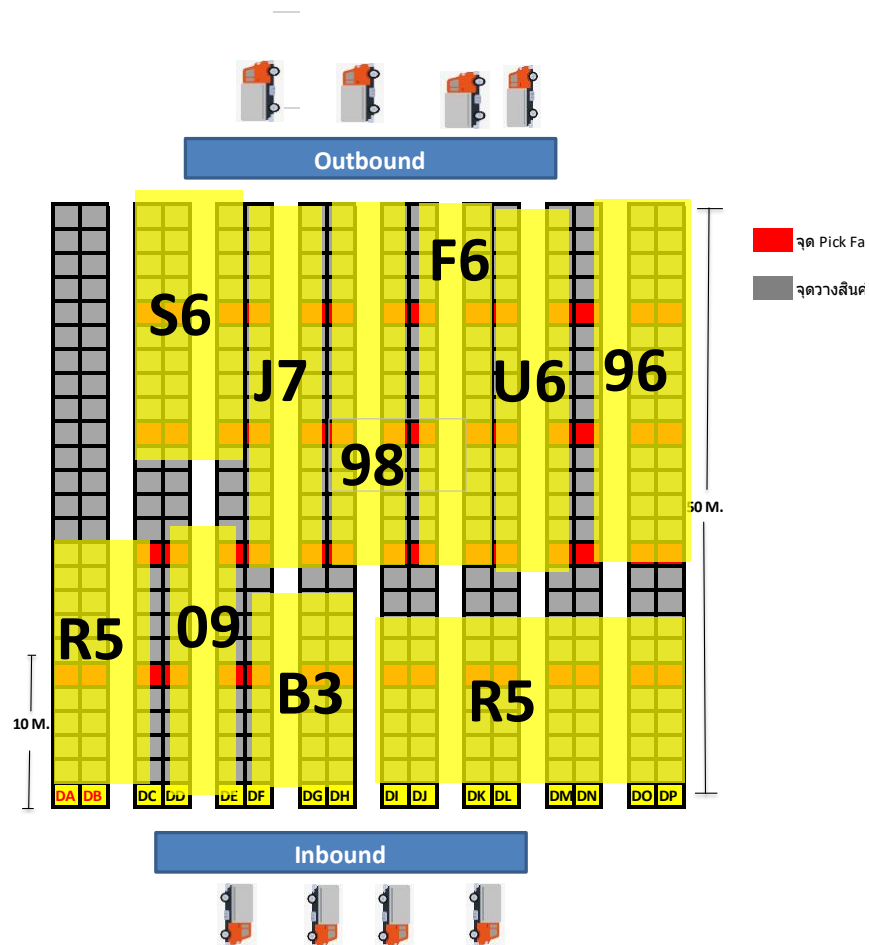 Outbound
F6
จุด Pick Fa
จุดวางสินค
S6
J7
U6
96
98
50 M.
R5
09
B3
R5
10 M.
DA DB DC DD DE DF DG DH DI DJ DK DL DM DN DO DP
Inbound